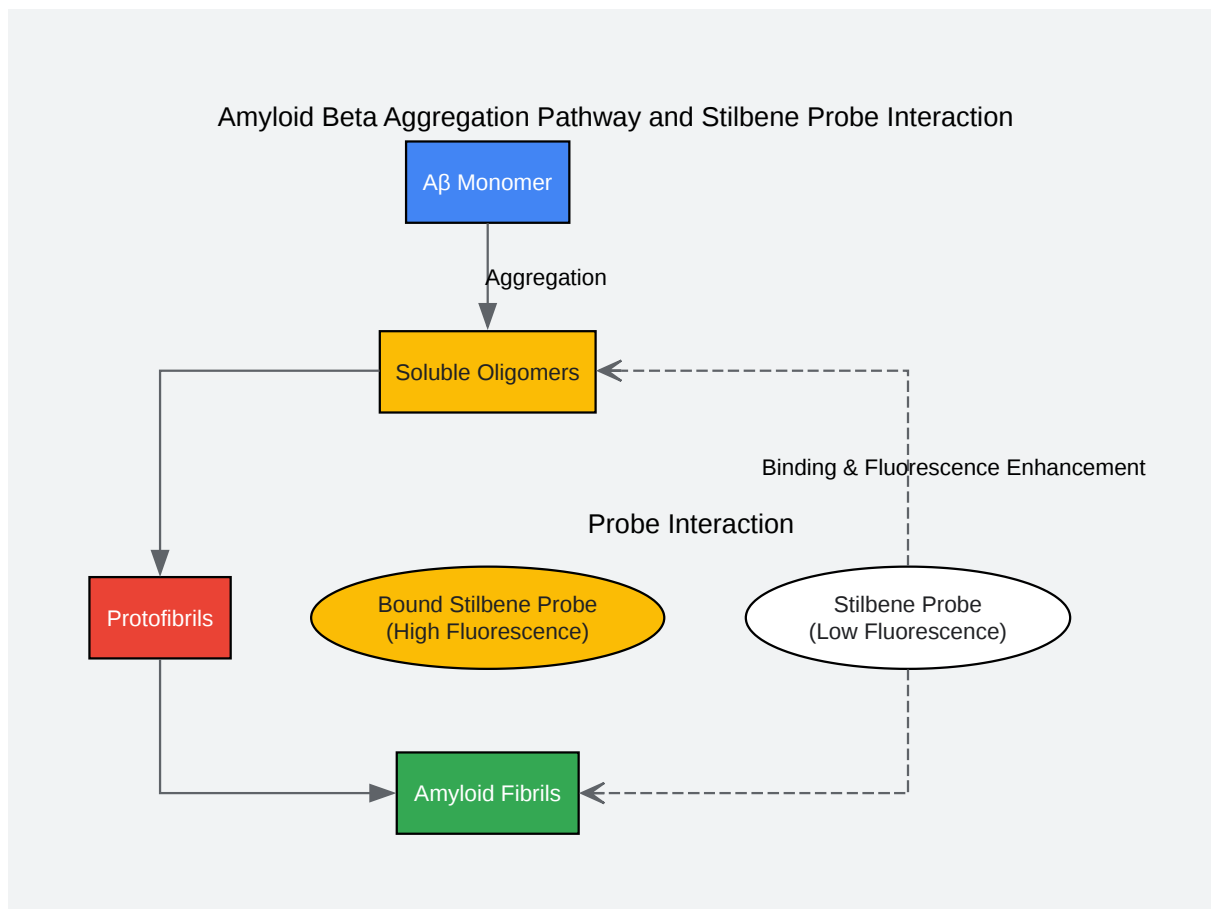 Amyloid Beta Aggregation Pathway and Stilbene Probe Interaction
Aβ Monomer
Aggregation
Soluble Oligomers
Binding & Fluorescence Enhancement
Probe Interaction
Protofibrils
Bound Stilbene Probe
(High Fluorescence)
Stilbene Probe
(Low Fluorescence)
Amyloid Fibrils